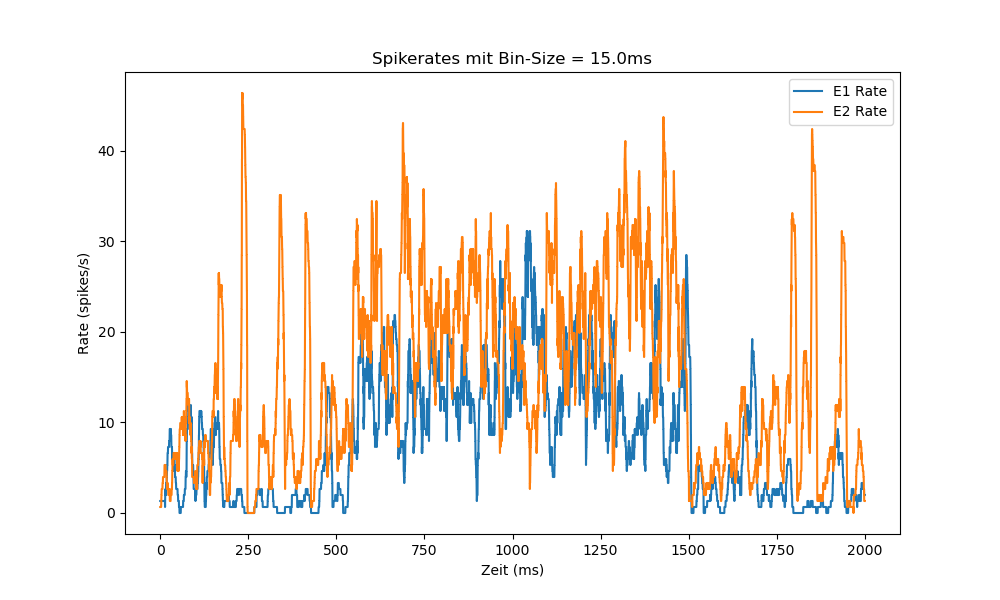 Spikerates mit Bin-Size = 15.0ms
E1 Rate
E2 Rate
Rate (spikes/s)
40
30
20
10
0
0 250 500 750 1000 1250 1500 1750 2000
Zeit (ms)